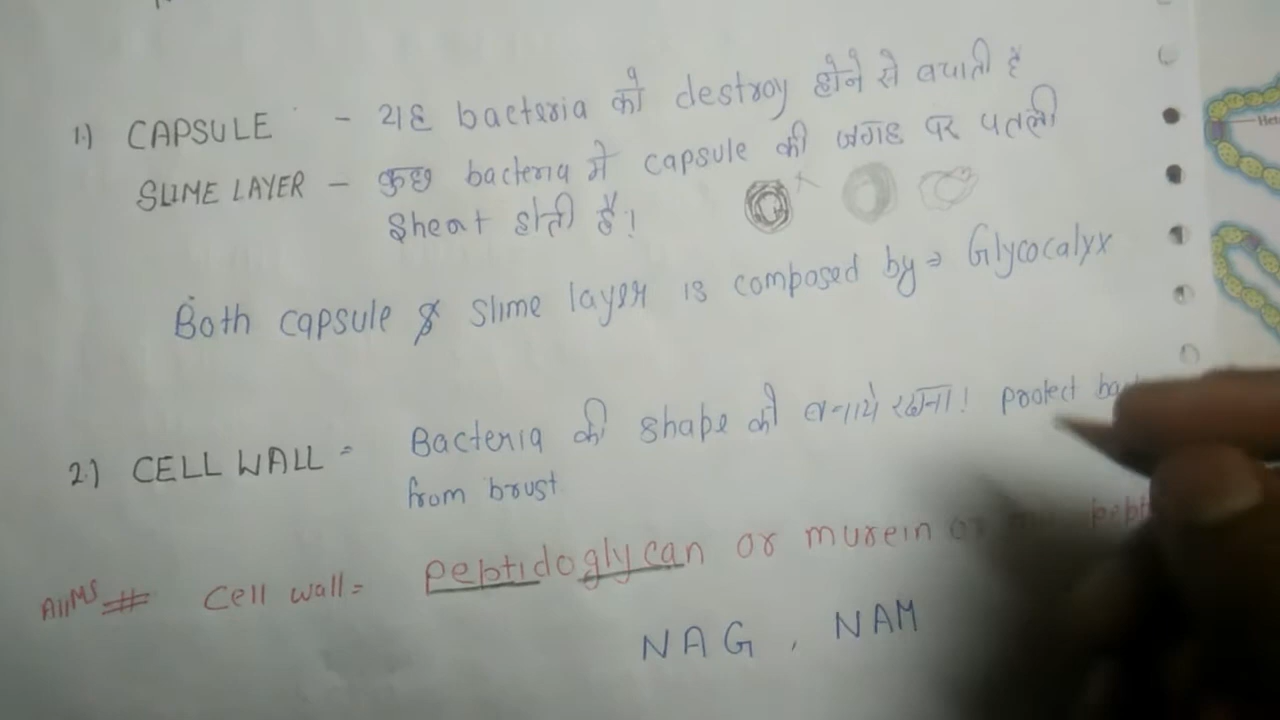 1.) CAPSULE - यह bacteria को destroy होने से बचाती है
SLIME LAYER - कुछ bacteria मे capsule की जगह पर पतली
Sheat होती है!
Both capsule & slime layer is composed by ⇒ Glycocalyx
2.) CELL WALL = Bacteria की shape को बनाये रखना! Protect
from brust
AIIMS # Cell wall = Peptidoglycan or murein or
NAG , NAM